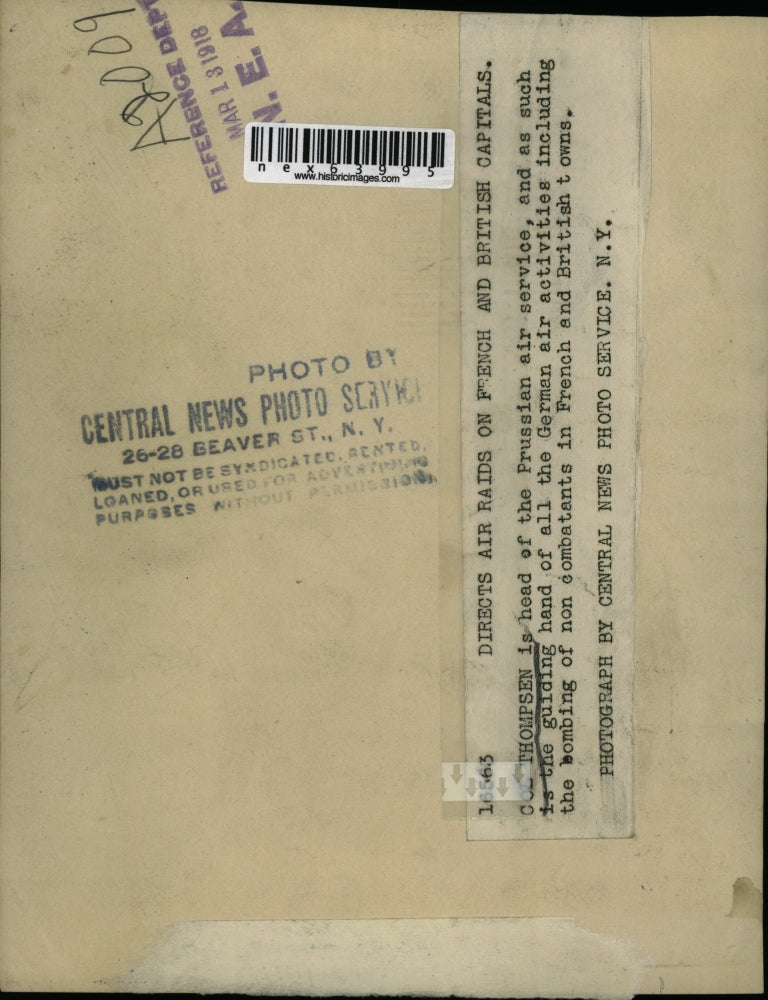 A2009
REFERENCE DEPT
MAR 13 1918
N. E. A.
nex63995
www.historicimages.com
PHOTO BY
CENTRAL NEWS PHOTO SERVICE
26-28 BEAVER ST., N. Y.
MUST NOT BE SYNDICATED, RENTED,
LOANED, OR USED FOR ADVERTISING
PURPOSES WITHOUT PERMISSION.
DIRECTS AIR RAIDS ON FRENCH AND BRITISH CAPITALS.
COL THOMPSEN is head of the Prussian air service, and as such
is the guiding hand of all the German air activities including
the bombing of non combatants in French and British t owns.
PHOTOGRAPH BY CENTRAL NEWS PHOTO SERVICE. N.Y.